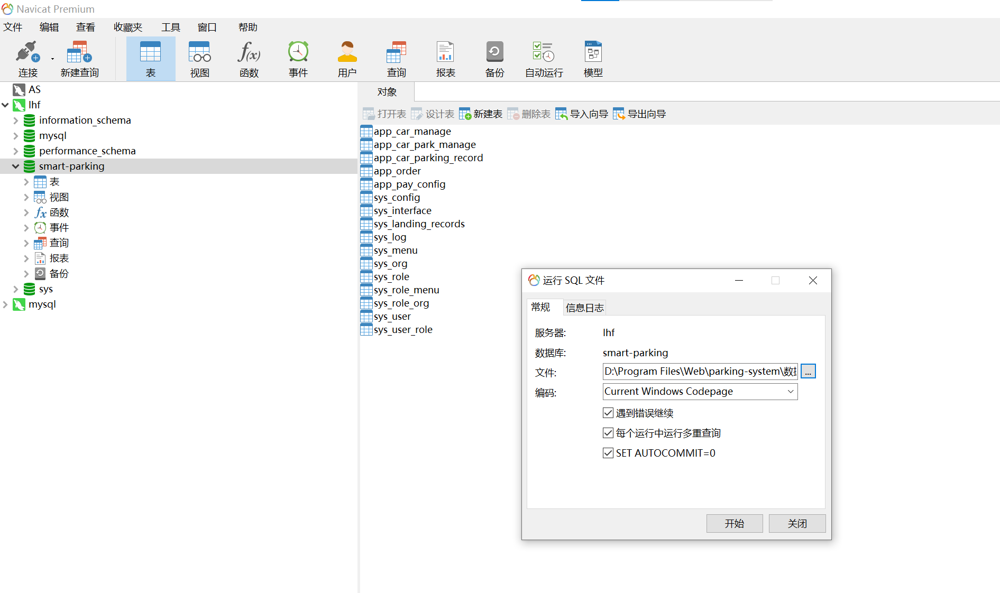 Navicat Premium
文件 编辑 查看 收藏夹 工具 窗口 帮助
连接 新建查询 表 视图 函数 事件 用户 查询 报表 备份 自动运行 模型
AS
lhf
information_schema
mysql
performance_schema
smart-parking
表
视图
函数
事件
查询
报表
备份
sys
mysql
对象
打开表 设计表 新建表 删除表 导入向导 导出向导
app_car_manage
app_car_park_manage
app_car_parking_record
app_order
app_pay_config
sys_config
sys_interface
sys_landing_records
sys_log
sys_menu
sys_org
sys_role
sys_role_menu
sys_role_org
sys_user
sys_user_role
运行 SQL 文件
常规 信息日志
服务器: lhf
数据库: smart-parking
文件: D:\Program Files\Web\parking-system\数 ...
编码: Current Windows Codepage
遇到错误继续
每个运行中运行多重查询
SET AUTOCOMMIT=0
开始 关闭